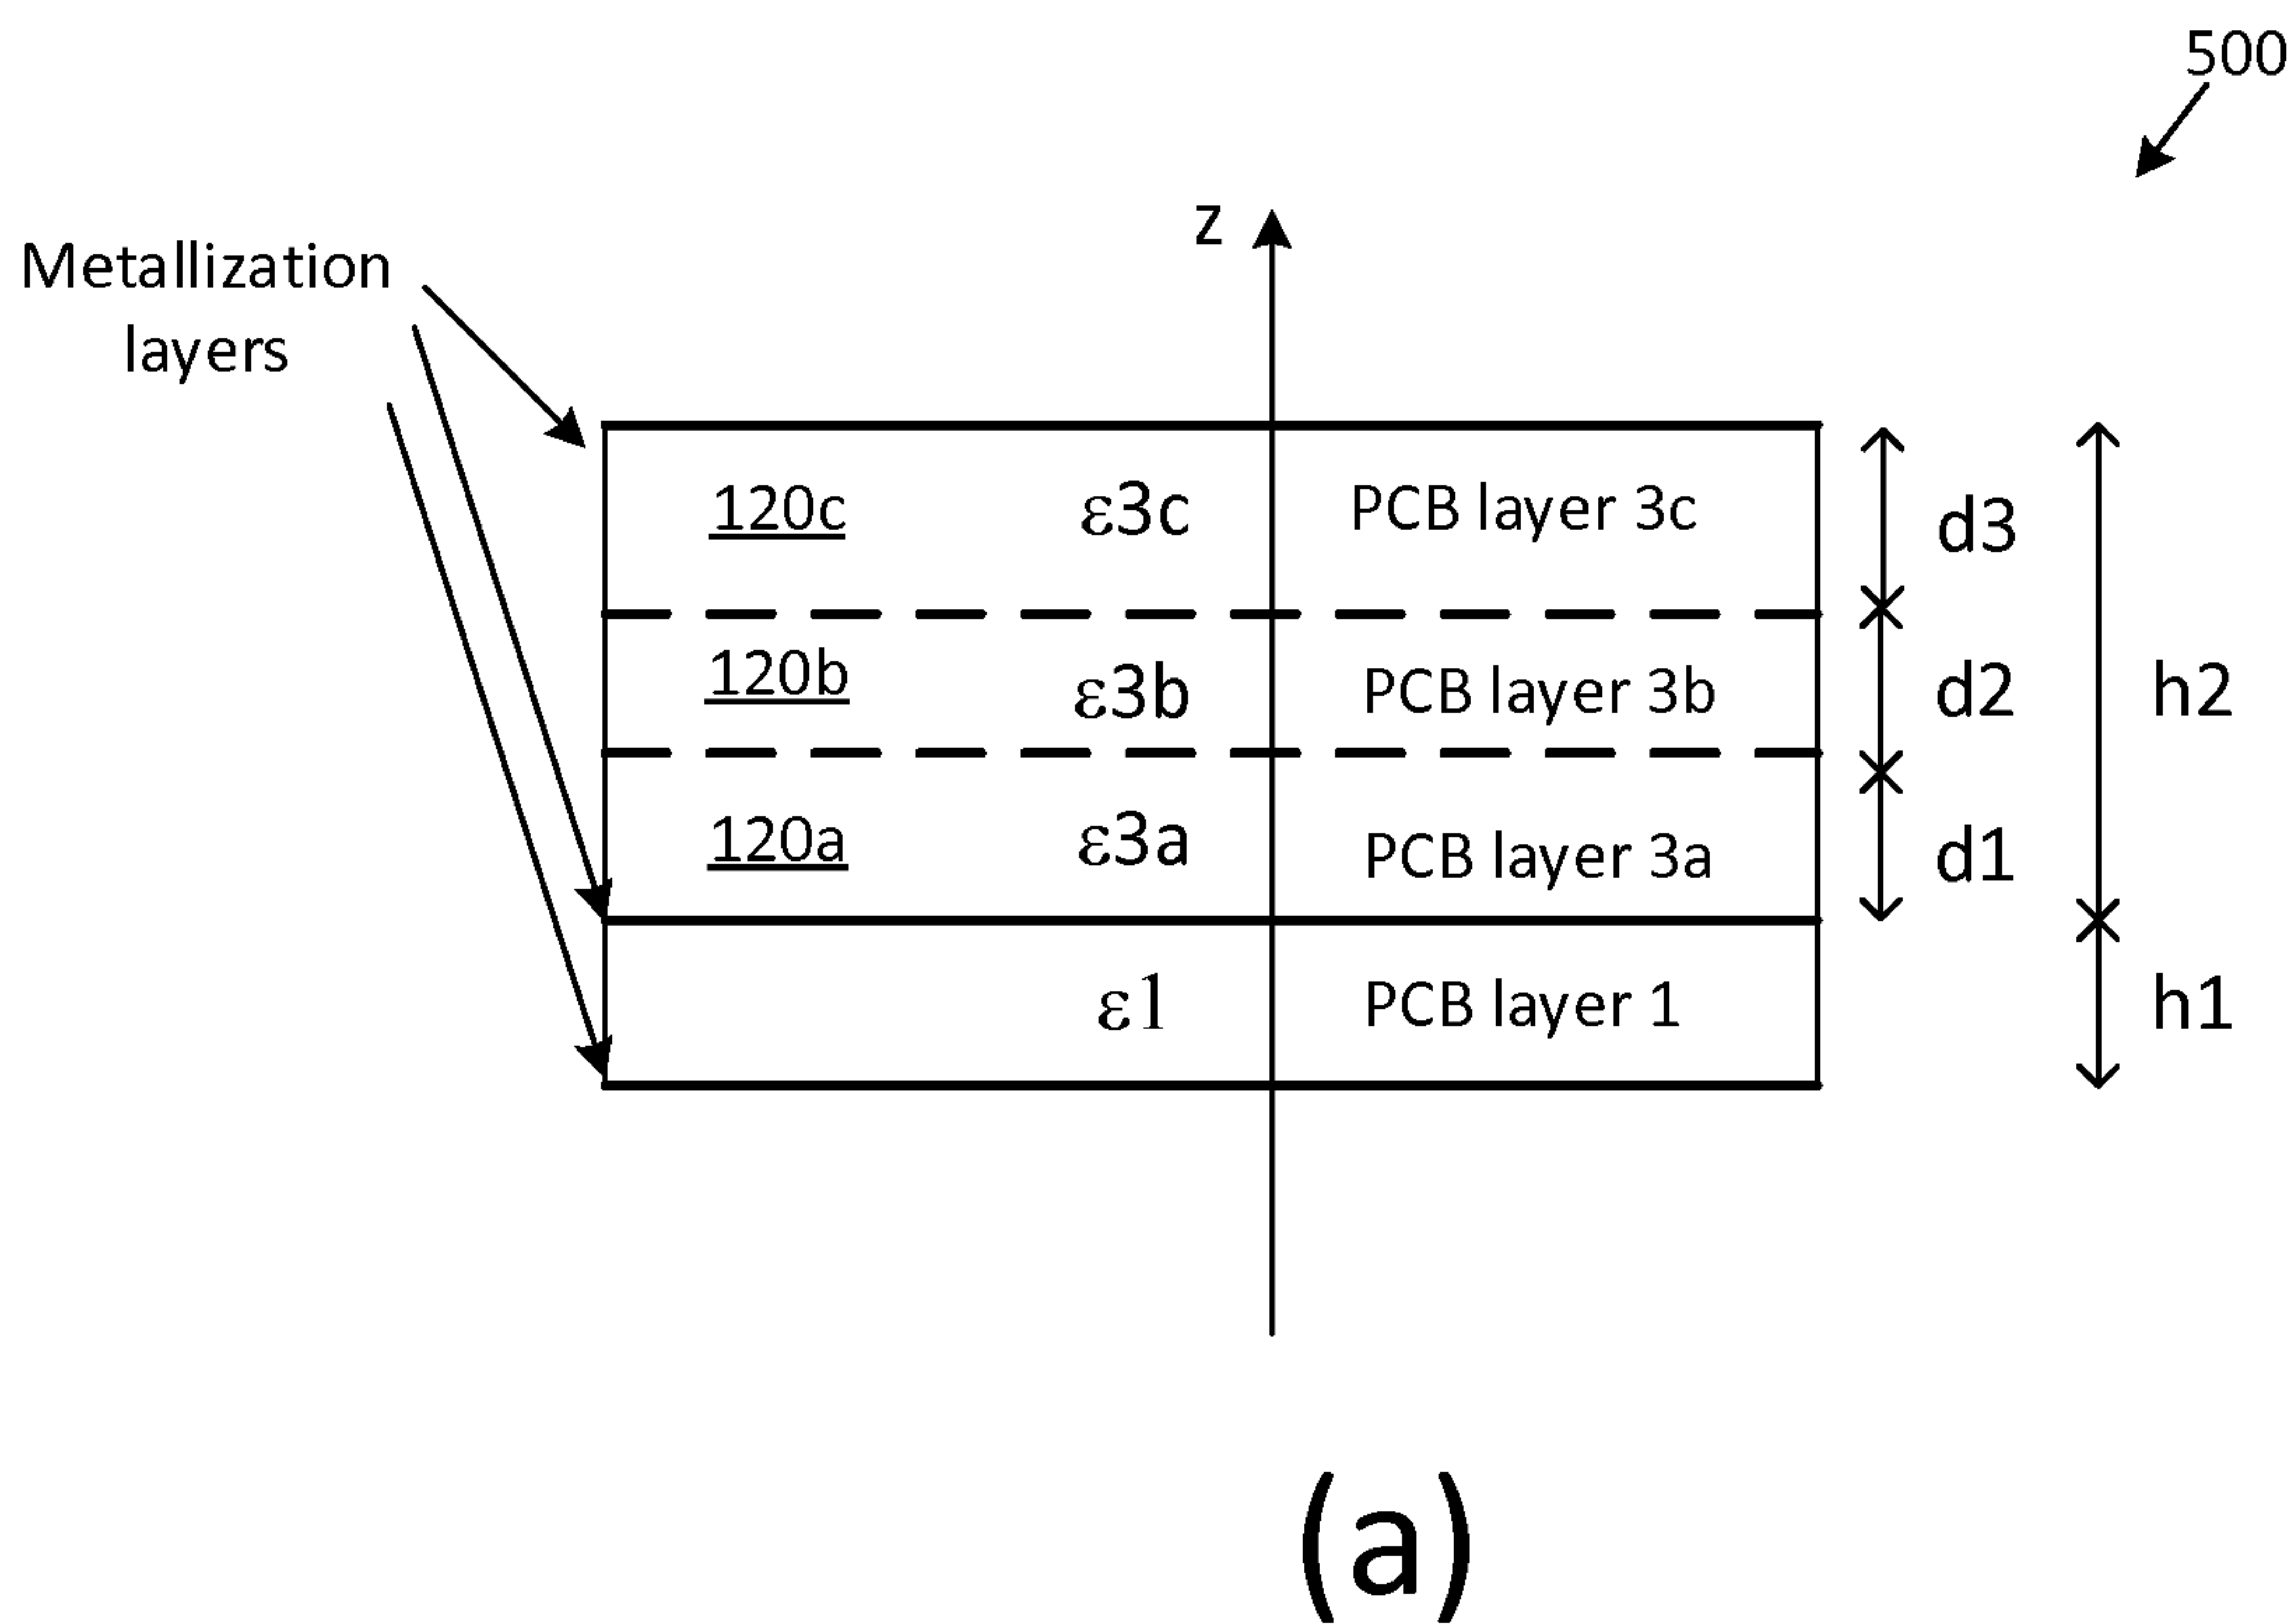 500
z
Metallization
layers
120c ε3c PCB layer 3c d3
120b ε3b PCB layer 3b d2 h2
120a ε3a PCB layer 3a d1
ε1 PCB layer 1 h1
(a)